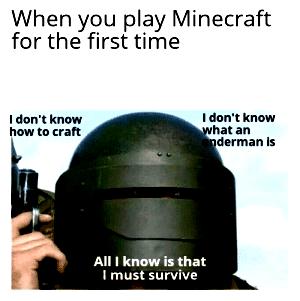 When you play Minecraft
for the first time
I don't know
how to craft
I don't know
what an
enderman is
All I know is that
I must survive